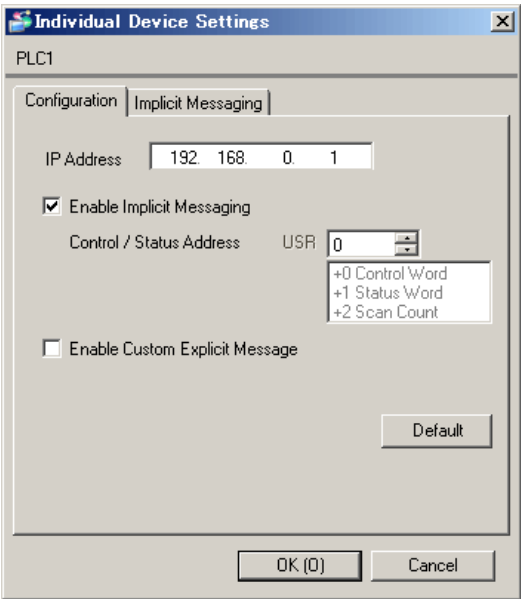 Individual Device Settings
PLC1
Configuration Implicit Messaging
IP Address 192. 168. 0. 1
Enable Implicit Messaging
Control / Status Address USR 0
+0 Control Word
+1 Status Word
+2 Scan Count
Enable Custom Explicit Message
Default
OK (O) Cancel